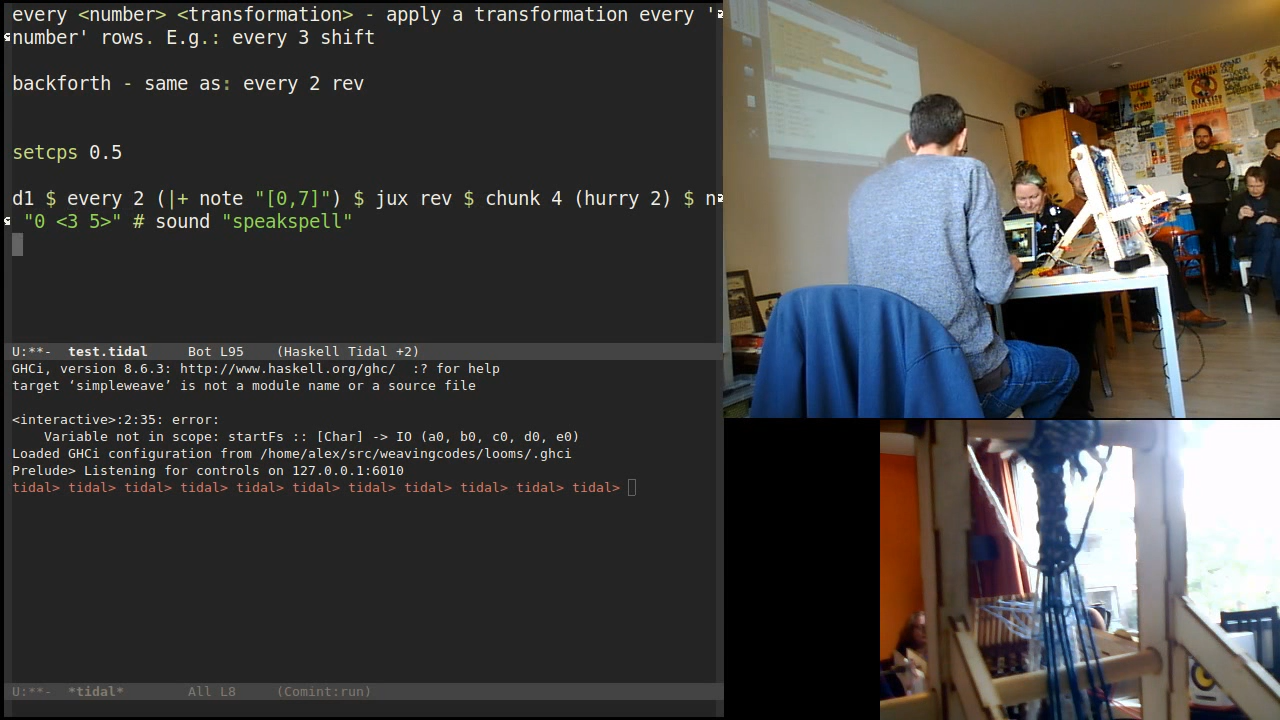 every <number> <transformation> - apply a transformation every '
number' rows. E.g.: every 3 shift
backforth - same as: every 2 rev
setcps 0.5
d1 $ every 2 (|+ note "[0,7]") $ jux rev $ chunk 4 (hurry 2) $ n
"0 <3 5>" # sound "speakspell"
U:**-  test.tidal     Bot L95    (Haskell Tidal +2)
GHCi, version 8.6.3: http://www.haskell.org/ghc/  :? for help
target ‘simpleweave’ is not a module name or a source file
<interactive>:2:35: error:
    Variable not in scope: startFs :: [Char] -> IO (a0, b0, c0, d0, e0)
Loaded GHCi configuration from /home/alex/src/weavingcodes/looms/.ghci
Prelude> Listening for controls on 127.0.0.1:6010
tidal> tidal> tidal> tidal> tidal> tidal> tidal> tidal> tidal> tidal> tidal>
U:**-  *tidal*        All L8     (Comint:run)